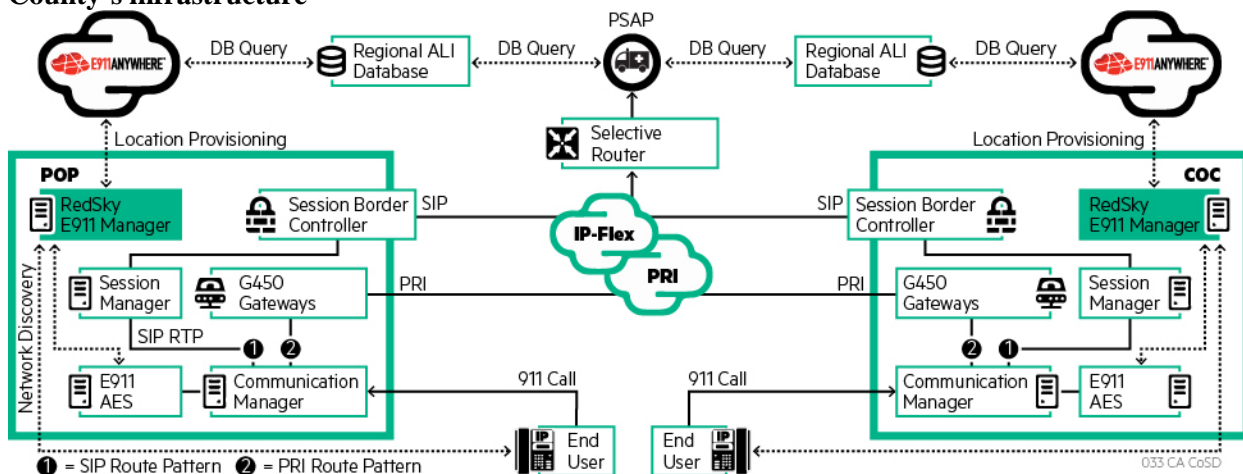 County's infrastructure
PSAP
E911ANYWHERE™
DB Query
Regional ALI
Database
DB Query
DB Query
Regional ALI
Database
DB Query
E911ANYWHERE™
Location Provisioning
Selective
Router
Location Provisioning
POP
RedSky
E911 Manager
Session Border
Controller
SIP
IP-Flex
PRI
SIP
Session Border
Controller
COC
RedSky
E911 Manager
Network Discovery
Session
Manager
G450
Gateways
PRI
PRI
G450
Gateways
Session
Manager
SIP RTP
1
2
2
1
E911
AES
Communication
Manager
911 Call
911 Call
Communication
Manager
E911
AES
IP
End
User
End
User
IP
1 = SIP Route Pattern 2 = PRI Route Pattern
033 CA CoSD